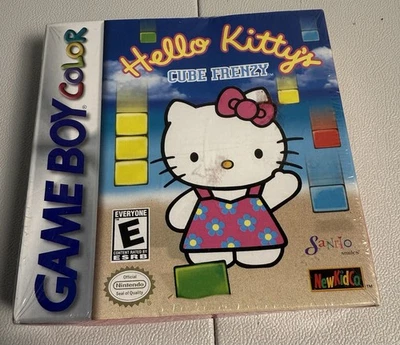 GAME BOY COLOR
Hello Kitty's
CUBE FRENZY
EVERYONE
E
CONTENT RATED BY
ESRB
Official
Nintendo
Seal of Quality
Sanrio
NewKidCo
TM